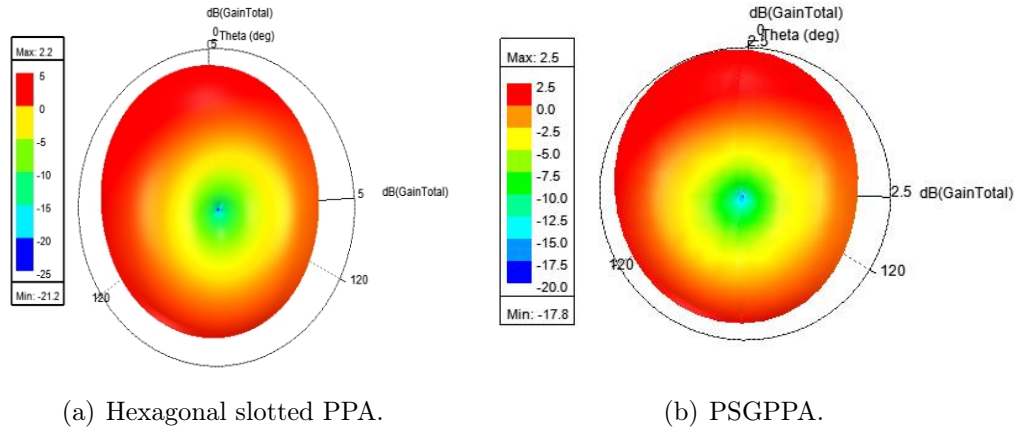 dB(GainTotal)
0
Theta (deg)
5
Max: 2.2
5
0
-5
-10
-15
-20
-25
Min: -21.2
5
dB(GainTotal)
120
120
(a) Hexagonal slotted PPA.
dB(GainTotal)
0
Theta (deg)
2.5
Max: 2.5
2.5
0.0
-2.5
-5.0
-7.5
-10.0
-12.5
-15.0
-17.5
-20.0
Min: -17.8
2.5
dB(GainTotal)
120
120
(b) PSGPPA.